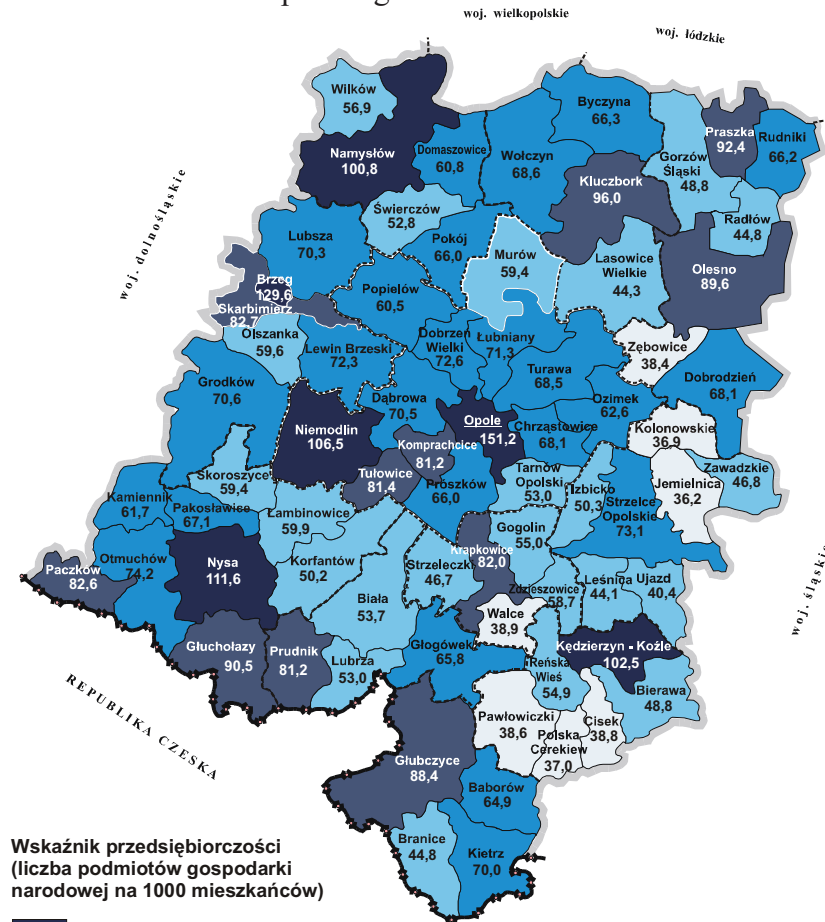 woj. wielkopolskie
woj. łódzkie
woj. dolnośląskie
woj. śląskie
REPUBLIKA CZESKA
Wilków
56,9
Namysłów
100,8
Domaszowice
60,8
Wołczyn
68,6
Byczyna
66,3
Kluczbork
96,0
Gorzów
Śląski
48,8
Praszka
92,4
Rudniki
66,2
Radłów
44,8
Olesno
89,6
Świerczów
52,8
Lubsza
70,3
Pokój
66,0
Murów
59,4
Lasowice
Wielkie
44,3
Brzeg
129,6
Skarbimierz
82,7
Popielów
60,5
Olszanka
59,6
Lewin Brzeski
72,3
Dobrzeń
Wielki
72,6
Łubniany
71,3
Turawa
68,5
Zębowice
38,4
Dobrodzień
68,1
Grodków
70,6
Dąbrowa
70,5
Niemodlin
106,5
Opole
151,2
Komprachcice
81,2
Chrząstowice
68,1
Ozimek
62,6
Kolonowskie
36,9
Zawadzkie
46,8
Jemielnica
36,2
Skoroszyce
59,4
Tułowice
81,4
Prószków
66,0
Tarnów
Opolski
53,0
Izbicko
50,3
Strzelce
Opolskie
73,1
Kamiennik
61,7
Pakosławice
67,1
Łambinowice
59,9
Gogolin
55,0
Otmuchów
74,2
Nysa
111,6
Korfantów
50,2
Strzeleczki
46,7
Krapkowice
82,0
Paczków
82,6
Biała
53,7
Zdzieszowice
58,7
Leśnica
44,1
Ujazd
40,4
Walce
38,9
Głuchołazy
90,5
Prudnik
81,2
Lubrza
53,0
Głogówek
65,8
Kędzierzyn - Koźle
102,5
Reńska
Wieś
54,9
Bierawa
48,8
Pawłowiczki
38,6
Polska
Cerekiew
37,0
Cisek
38,8
Głubczyce
88,4
Baborów
64,9
Branice
44,8
Kietrz
70,0
Wskaźnik przedsiębiorczości
(liczba podmiotów gospodarki
narodowej na 1000 mieszkańców)